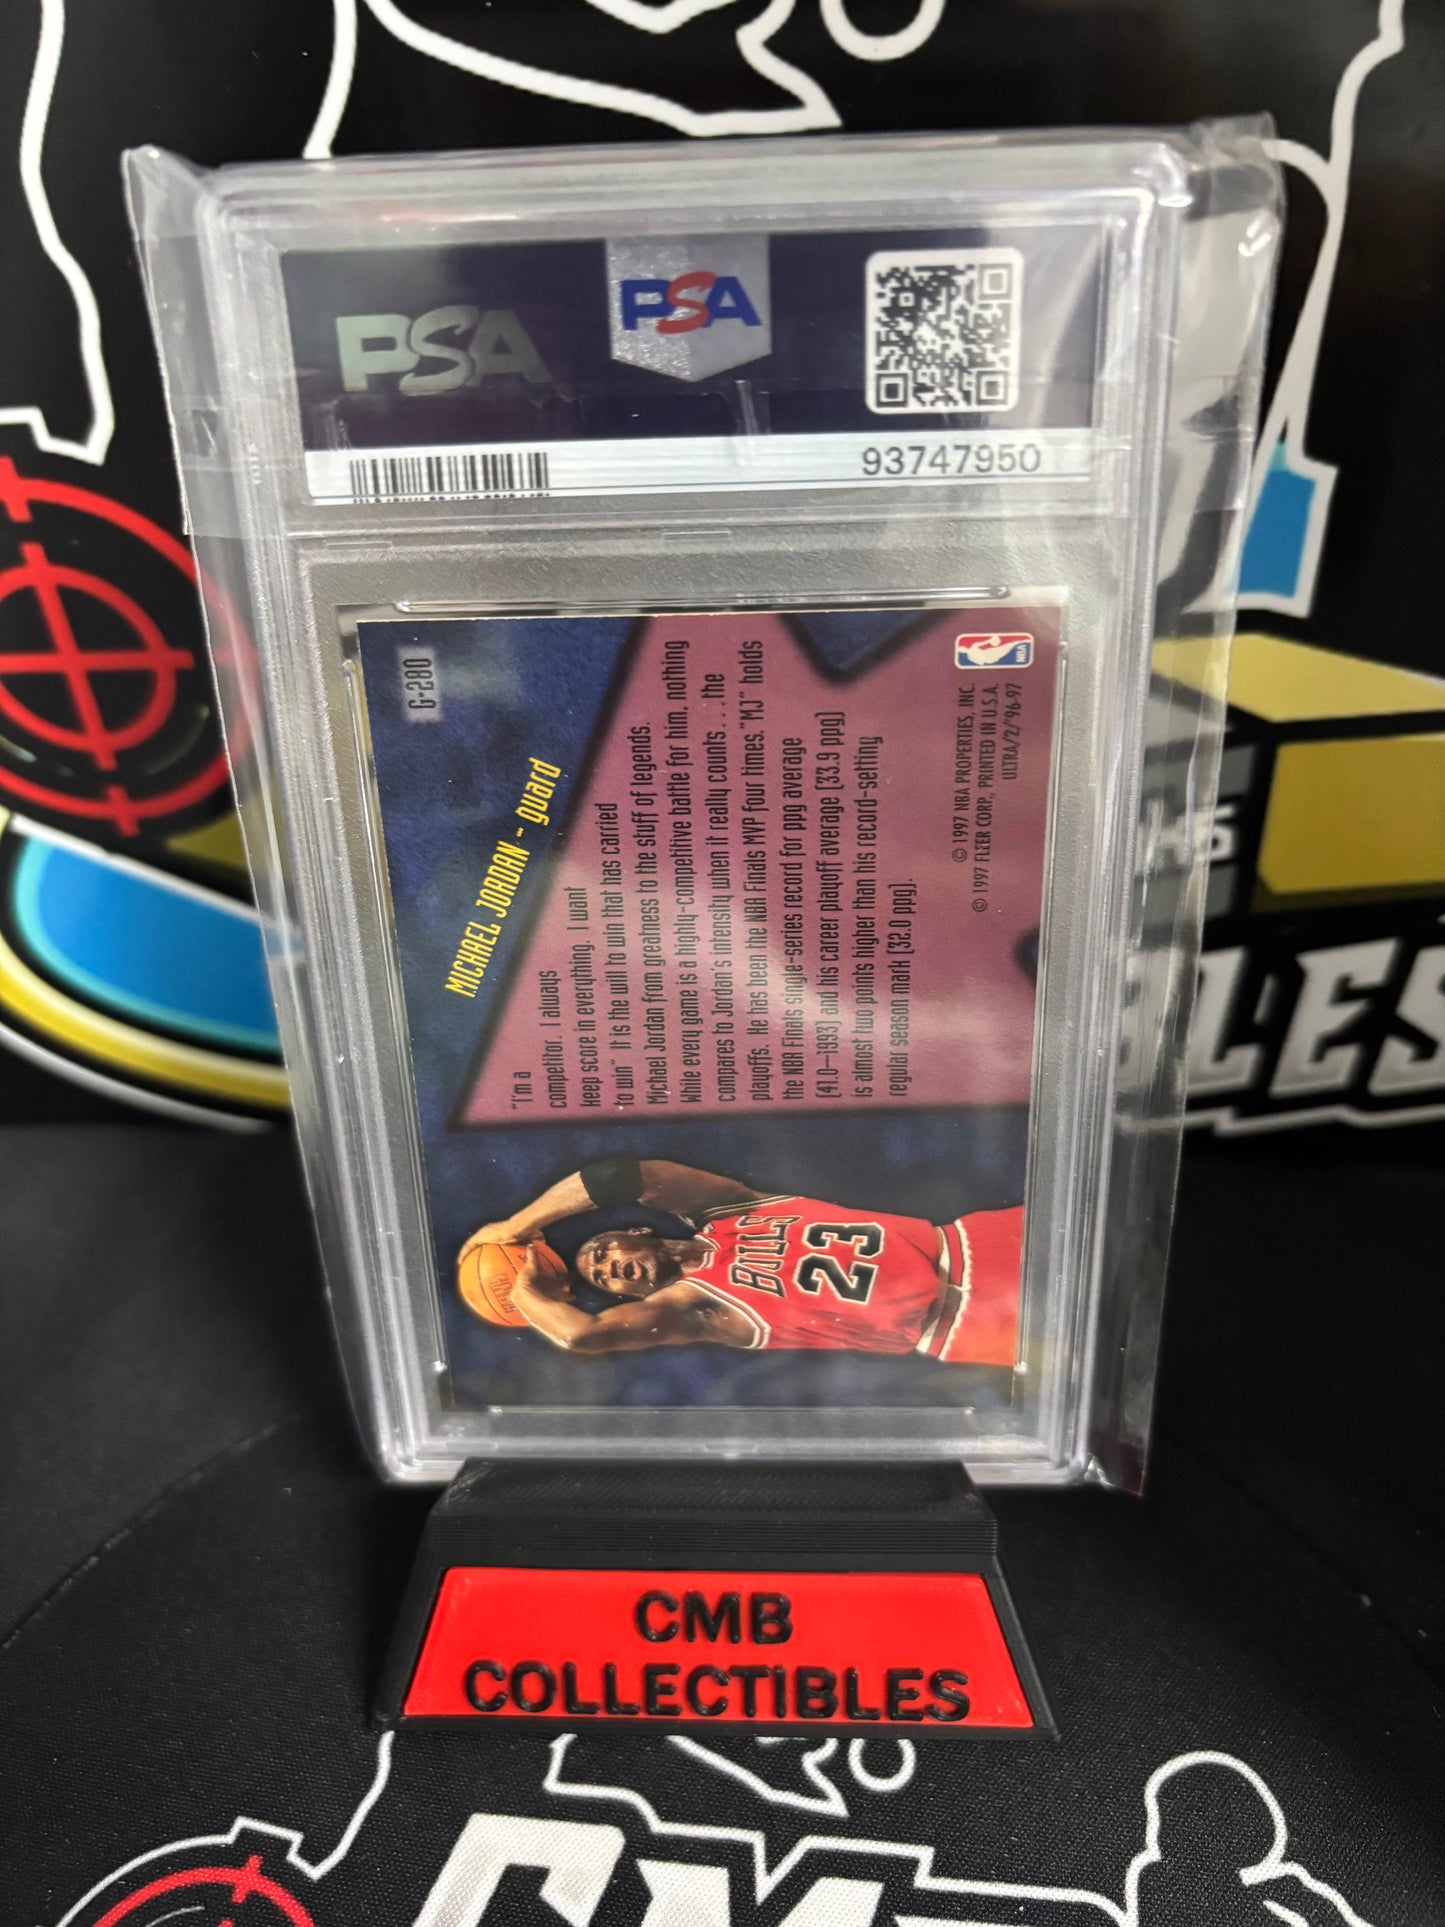 PSA
PSA
93747950
G-280
MICHAEL JORDAN - guard
"I'm a
competitor. I always
keep score in everything. I want
to win" It is the will to win that has carried
Michael Jordan from greatness to the stuff of legends.
While every game is a highly-competitive battle for him, nothing
compares to Jordan's intensity when it really counts. . . the
playoffs. He has been the NBA Finals MVP four times. "MJ" holds
the NBA Finals single-series record for ppg average
(41.0—1993) and his career playoff average (33.9 ppg)
is almost two points higher than his record-setting
regular season mark (32.0 ppg).
© 1997 NBA PROPERTIES, INC.
© 1997 FLEER CORP., PRINTED IN U.S.A.
ULTRA/2/'96-97
NBA
BULLS
23
CMB
COLLECTIBLES